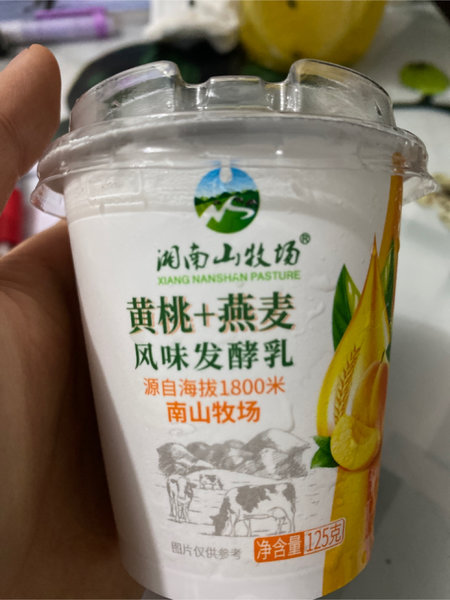 湘南山牧场®
XIANG NANSHAN PASTURE
黄桃+燕麦
风味发酵乳
源自海拔1800米
南山牧场
图片仅供参考
净含量 125克